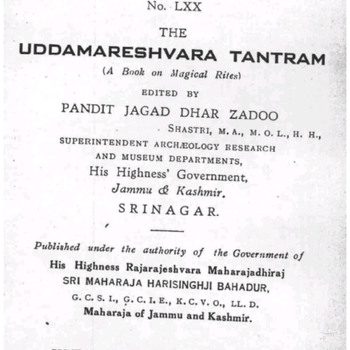 No. LXX
THE
UDDAMARESHVARA TANTRAM
(A Book on Magical Rites)
EDITED BY
PANDIT JAGAD DHAR ZADOO
SHASTRI, M. A., M. O. L., H. H.,
SUPERINTENDENT ARCHÆOLOGY RESEARCH
AND MUSEUM DEPARTMENTS,
His Highness' Government,
Jammu & Kashmir.
SRINAGAR.
Published under the authority of the Government of
His Highness Rajarajeshvara Maharajadhiraj
SRI MAHARAJA HARISINGHJI BAHADUR,
G. C. S. I., G. C. I. E., K. C. V. O., LL. D.
Maharaja of Jammu and Kashmir.